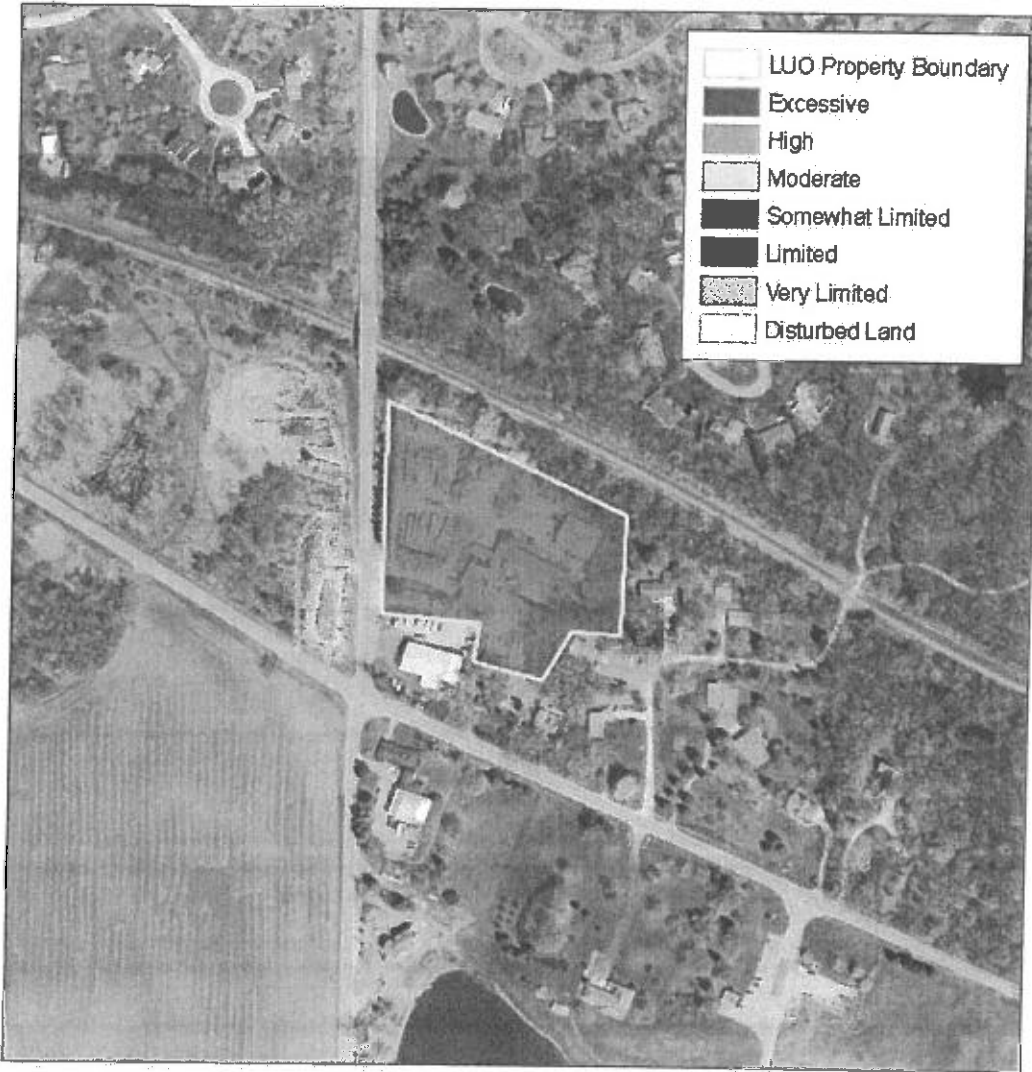 LUO Property Boundary
Excessive
High
Moderate
Somewhat Limited
Limited
Very Limited
Disturbed Land